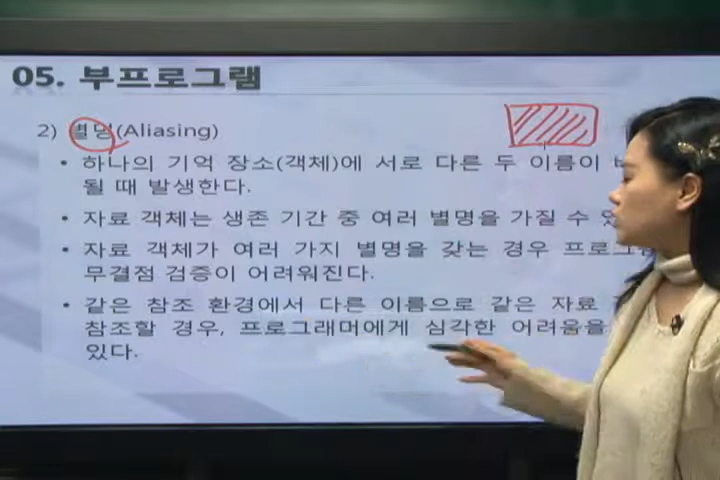 05. 부프로그램
2) 별명(Aliasing)
• 하나의 기억 장소(객체)에 서로 다른 두 이름이
될 때 발생한다.
• 자료 객체는 생존 기간 중 여러 별명을 가질 수
• 자료 객체가 여러 가지 별명을 갖는 경우
무결점 검증이 어려워진다.
• 같은 참조 환경에서 다른 이름으로 같은 자료
참조할 경우, 프로그래머에게 심각한 어려움을
있다.